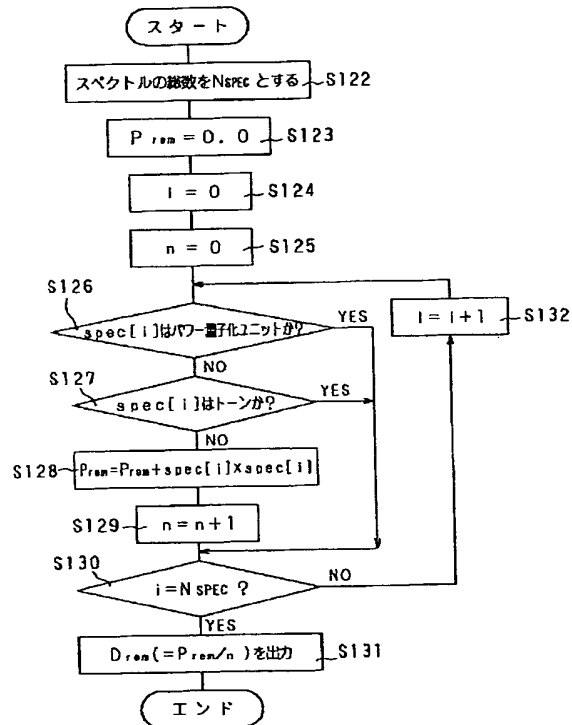 スタート
スペクトルの総数をNSPECとする
S122
Prem=0.0
S123
i=0
S124
n=0
S125
S126
spec[i]はパワー量子化ユニットか?
YES
i=i+1
S132
NO
S127
spec[i]はトーンか?
YES
NO
S128
Prem=Prem+spec[i]×spec[i]
S129
n=n+1
S130
i=NSPEC?
NO
YES
Drem(=Prem/n)を出力
S131
エンド